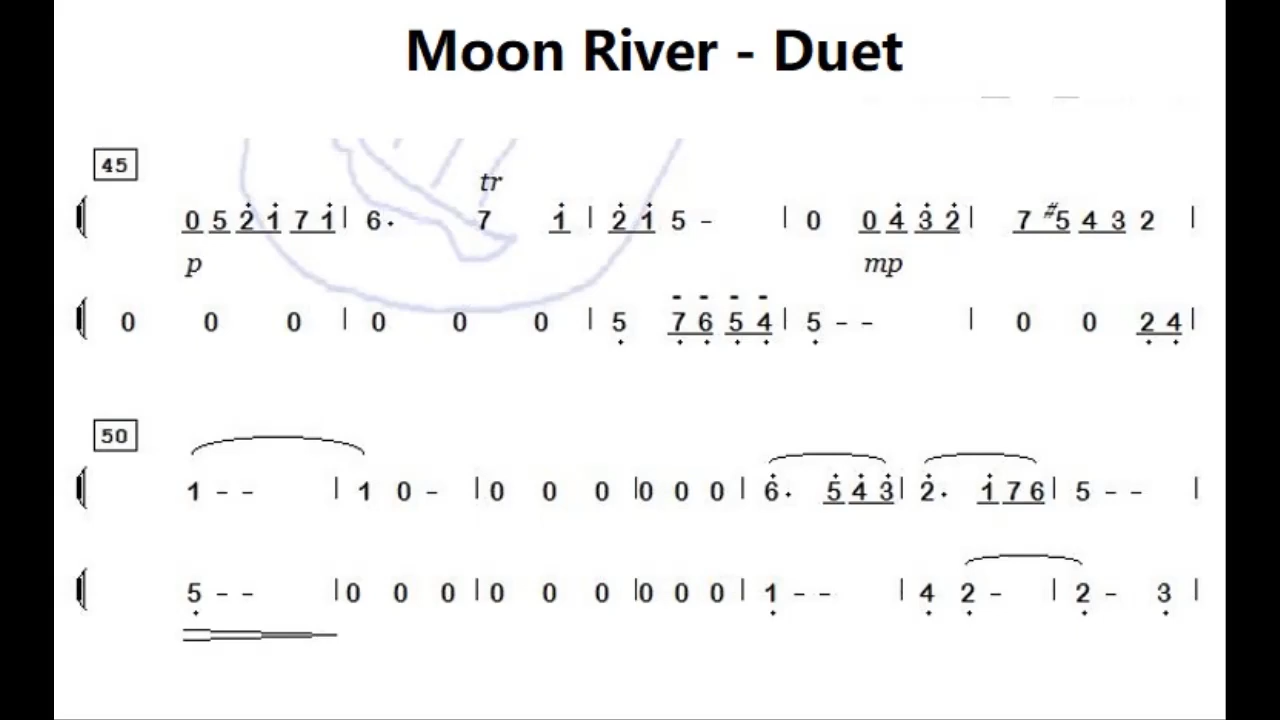 Moon River - Duet
45
tr
0 5 2̇ 1̇ 7 1̇ | 6. 7 1̇ | 2̇ 1̇ 5 - | 0 0 4̇ 3̇ 2̇ | 7 #5 4 3 2 |
p mp
0 0 0 | 0 0 0 | 5̣ 7̣ 6̣ 5̣ 4̣ | 5̣ - - | 0 0 2̣ 4̣ |
50
1 - - | 1 0 - | 0 0 0 | 0 0 0 | 6̇. 5̇ 4̇ 3̇ | 2̇. 1̇ 7 6 | 5 - - |
5̣ - - | 0 0 0 | 0 0 0 | 0 0 0 | 1̣ - - | 4̣ 2̣ - | 2̣ - 3̣ |